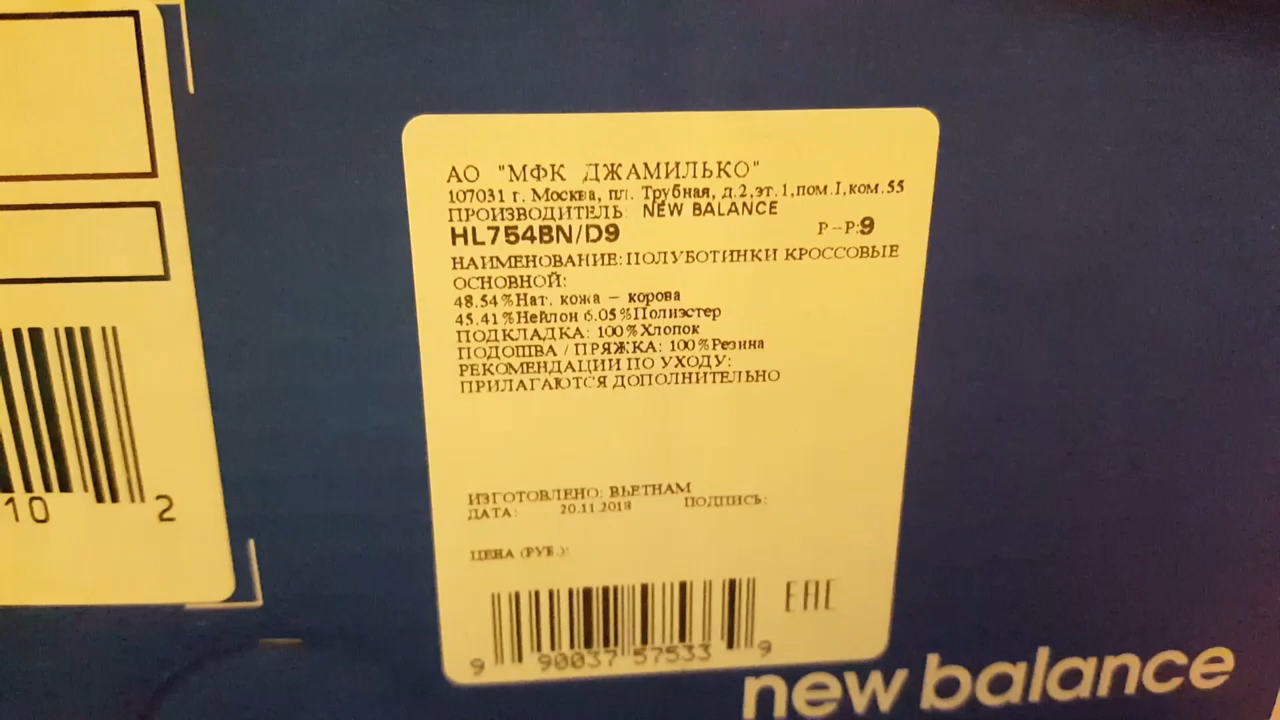 АО "МФК ДЖАМИЛЬКО"
107031 г. Москва, пл. Трубная, д.2,эт.1,пом.I,ком.55
ПРОИЗВОДИТЕЛЬ: NEW BALANCE
HL754BN/D9 Р-Р:9
НАИМЕНОВАНИЕ:ПОЛУБОТИНКИ КРОССОВЫЕ
ОСНОВНОЙ:
48.54%Нат. кожа - корова
45.41%Нейлон 6.05%Полиэстер
ПОДКЛАДКА: 100%Хлопок
ПОДОШВА / ПРЯЖКА: 100%Резина
РЕКОМЕНДАЦИИ ПО УХОДУ:
ПРИЛАГАЮТСЯ ДОПОЛНИТЕЛЬНО
ИЗГОТОВЛЕНО: ВЬЕТНАМ
ДАТА: 20.11.2018 ПОДПИСЬ:
ЦЕНА (РУБ.):
EAC
9 90037 57533 9
10 2
new balance